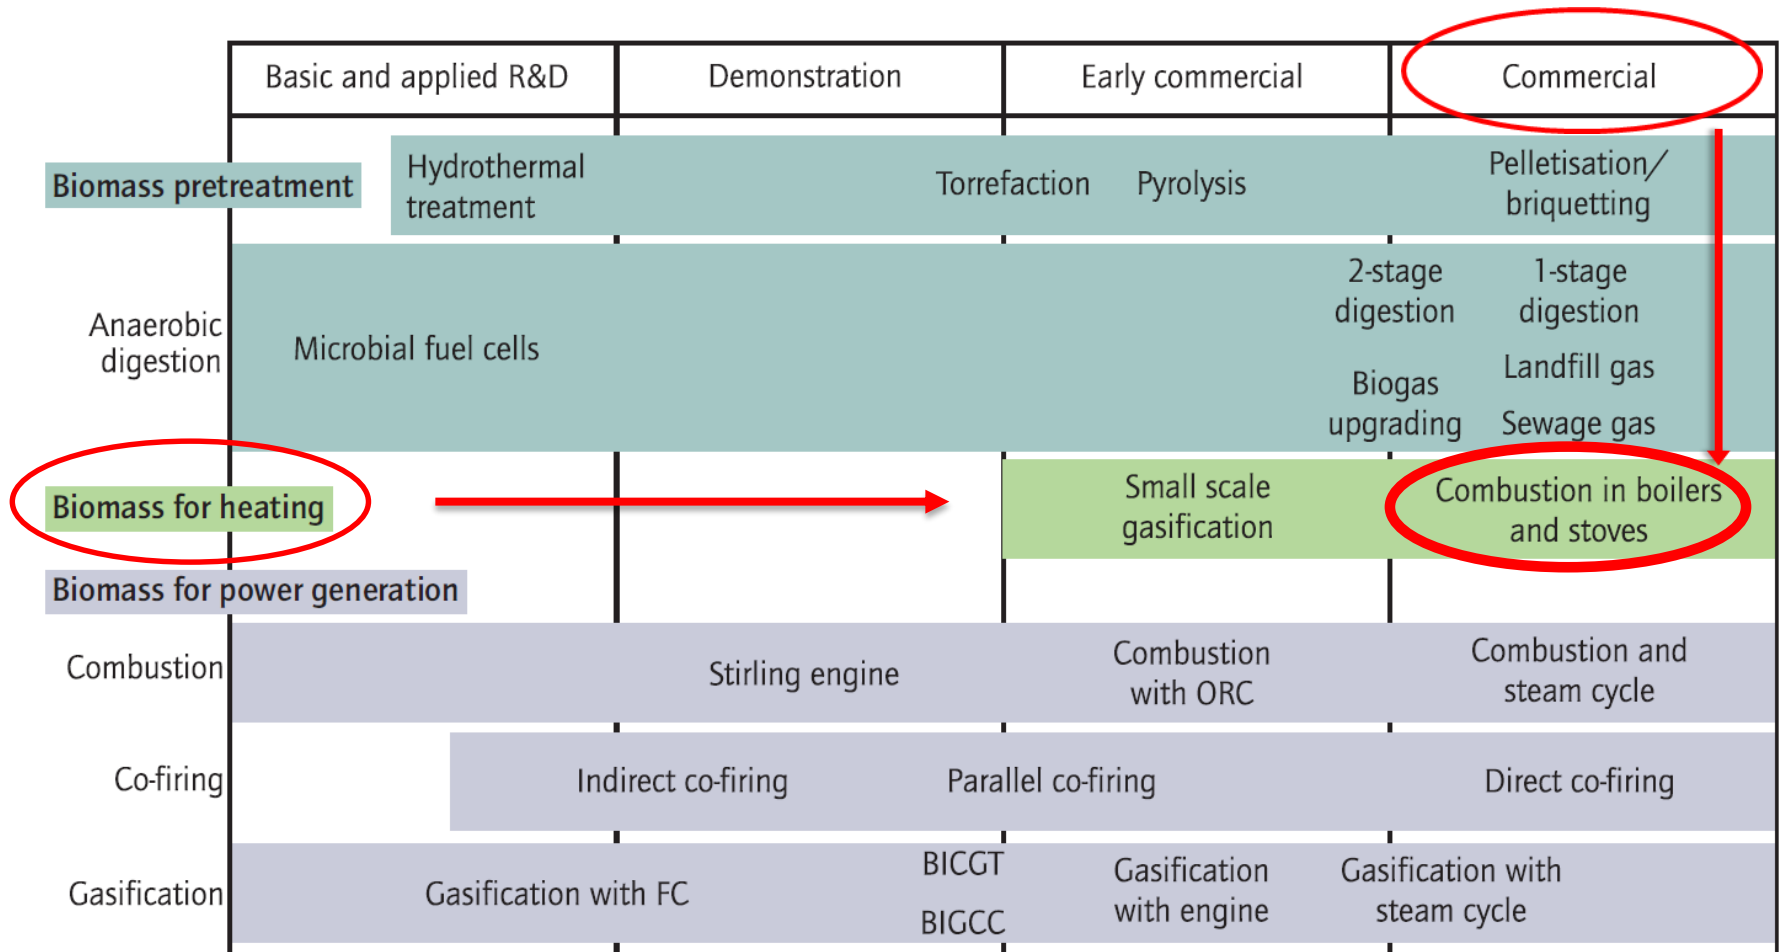 Basic and applied R&D
Demonstration
Early commercial
Commercial
Biomass pretreatment
Hydrothermal
treatment
Torrefaction
Pyrolysis
Pelletisation/
briquetting
Anaerobic
digestion
Microbial fuel cells
2-stage
digestion
Biogas
upgrading
1-stage
digestion
Landfill gas
Sewage gas
Biomass for heating
Small scale
gasification
Combustion in boilers
and stoves
Biomass for power generation
Combustion
Stirling engine
Combustion
with ORC
Combustion and
steam cycle
Co-firing
Indirect co-firing
Parallel co-firing
Direct co-firing
Gasification
Gasification with FC
BICGT
BIGCC
Gasification
with engine
Gasification with
steam cycle